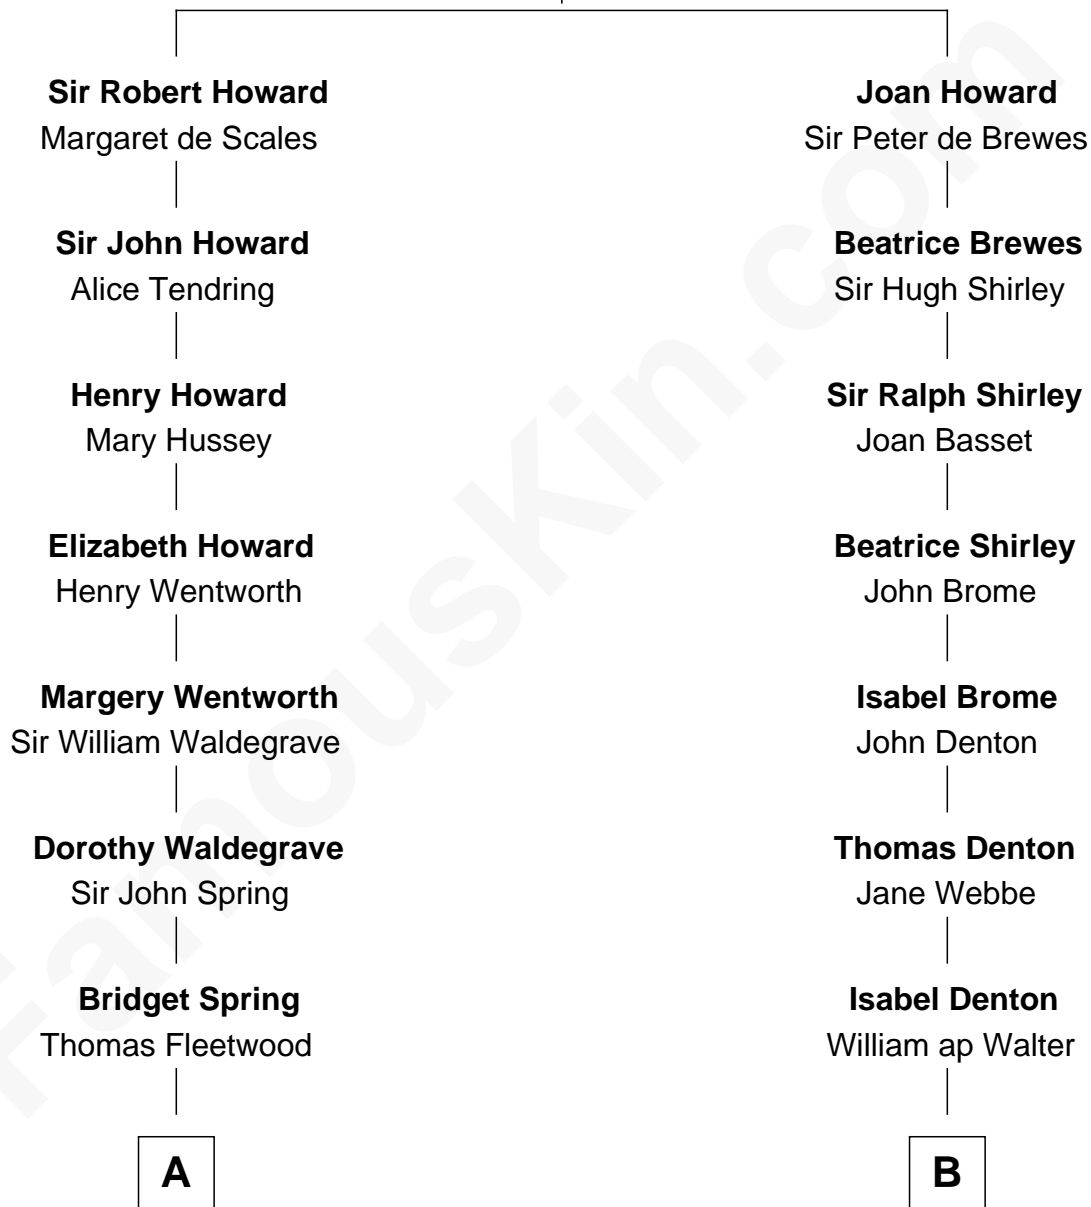 Sir Robert Howard
Margaret de Scales
Sir John Howard
Alice Tendring
Henry Howard
Mary Hussey
Elizabeth Howard
Henry Wentworth
Margery Wentworth
Sir William Waldegrave
Dorothy Waldegrave
Sir John Spring
Bridget Spring
Thomas Fleetwood
A
Joan Howard
Sir Peter de Brewes
Beatrice Brewes
Sir Hugh Shirley
Sir Ralph Shirley
Joan Basset
Beatrice Shirley
John Brome
Isabel Brome
John Denton
Thomas Denton
Jane Webbe
Isabel Denton
William ap Walter
B
FamousKin.com